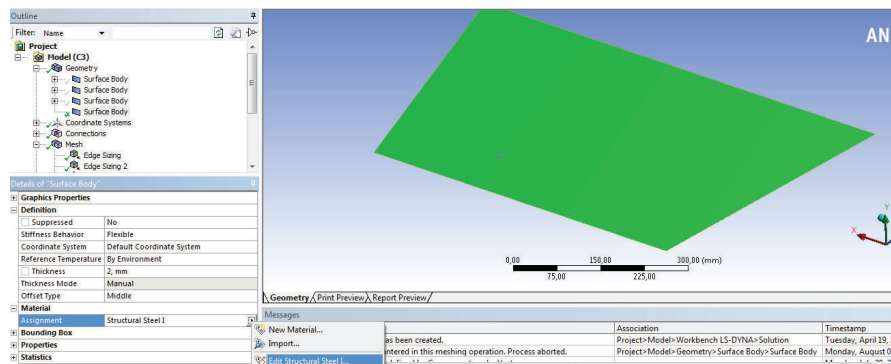 Outline
Filter: Name
Project
Model (C3)
Geometry
Surface Body
Surface Body
Surface Body
Surface Body
Coordinate Systems
Connections
Mesh
Edge Sizing
Edge Sizing 2
Details of "Surface Body"
Graphics Properties
Definition
Suppressed No
Stiffness Behavior Flexible
Coordinate System Default Coordinate System
Reference Temperature By Environment
Thickness 2, mm
Thickness Mode Manual
Offset Type Middle
Material
Assignment Structural Steel I
Bounding Box
Properties
Statistics
New Material...
Import...
Edit Structural Steel I...
AN
Y
X
0,00 150,00 300,00 (mm)
75,00 225,00
Geometry Print Preview Report Preview
Messages
Association Timestamp
as been created. Project>Model>Workbench LS-DYNA>Solution Tuesday, April 19,
ntered in this meshing operation. Process aborted. Project>Model>Geometry>Surface Body>Surface Body Monday, August 0